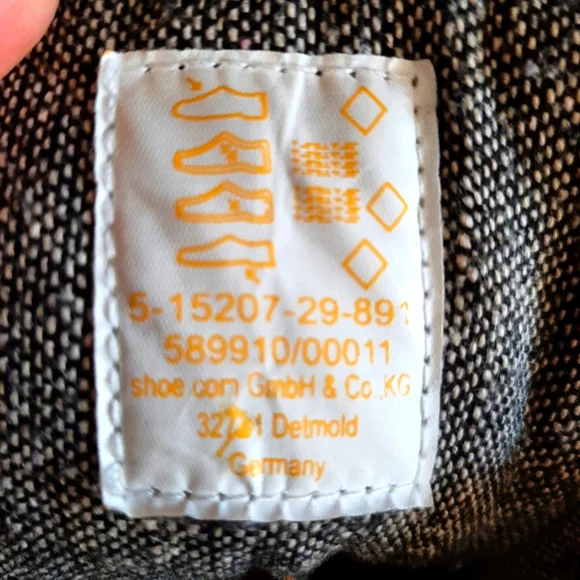 5-15207-29-891
589910/00011
shoe.com GmbH & Co.KG
Detmold
Germany